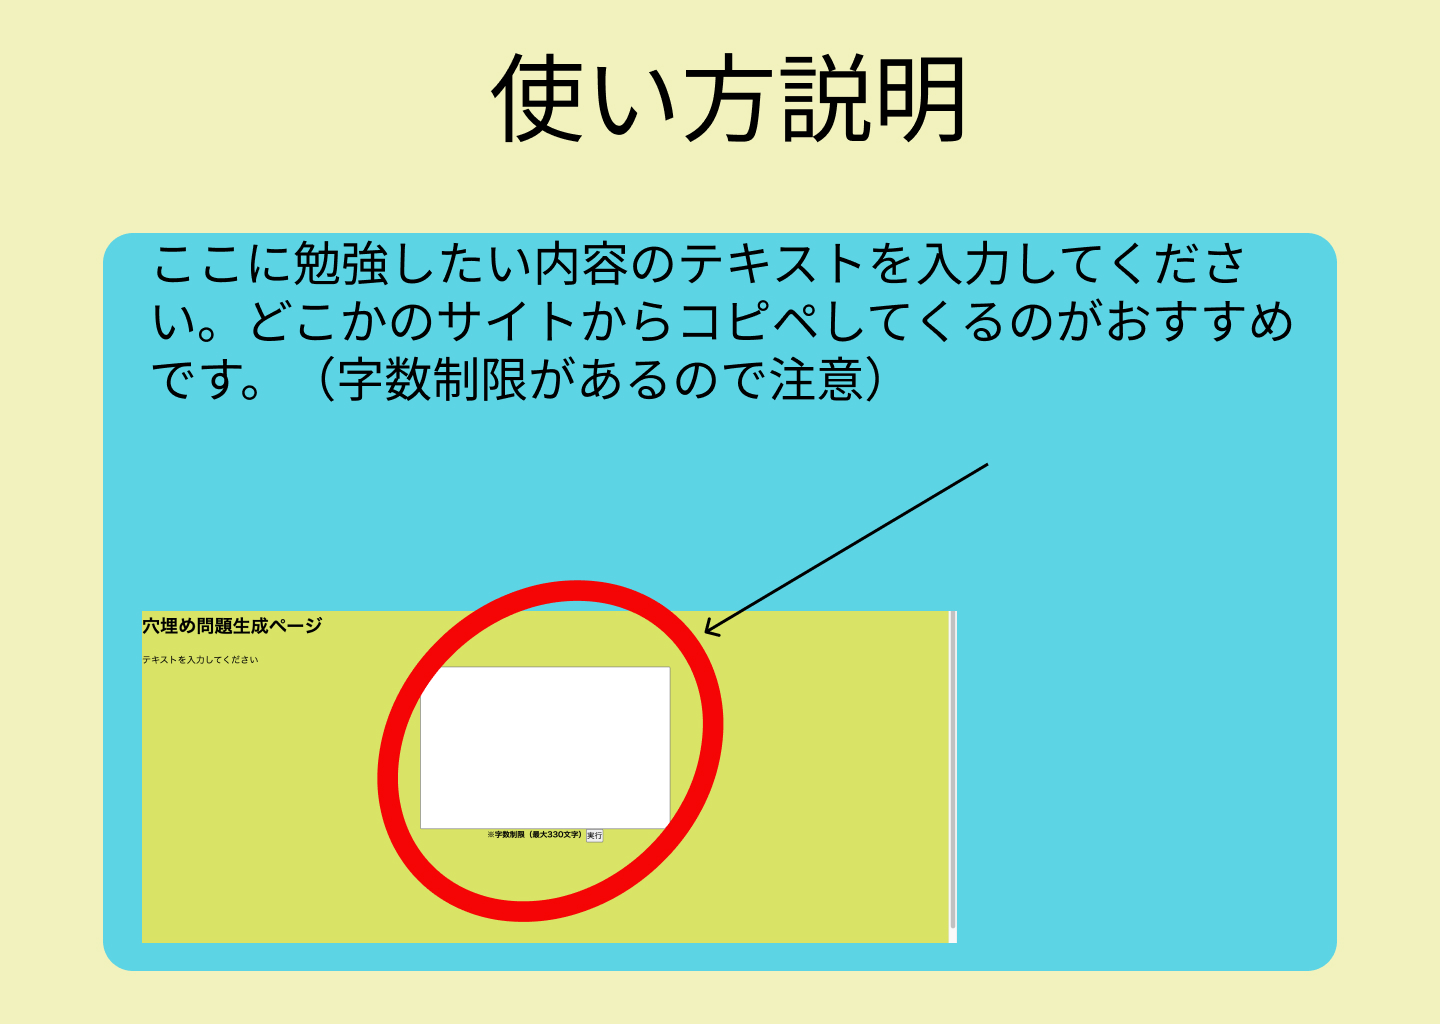 使い方説明
ここに勉強したい内容のテキストを入力してくださ
い。どこかのサイトからコピペしてくるのがおすすめ
です。（字数制限があるので注意）
穴埋め問題生成ページ
テキストを入力してください
※字数制限（最大330文字） 実行